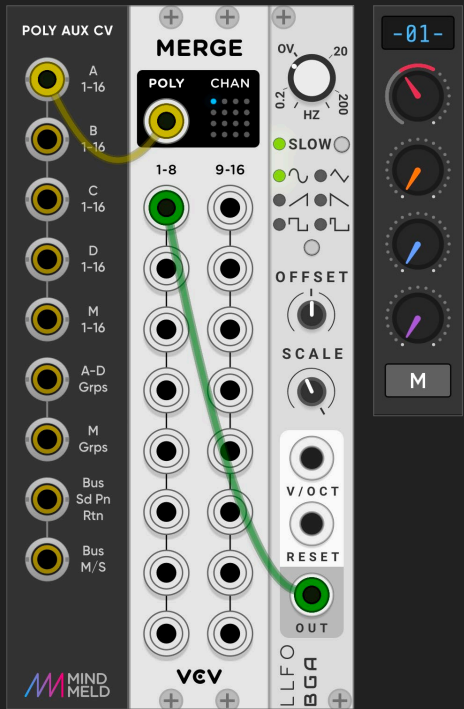 POLY AUX CV
A
1-16
B
1-16
C
1-16
D
1-16
M
1-16
A-D
Grps
M
Grps
Bus
Sd Pn
Rtn
Bus
M/S
MIND
MELD
MERGE
POLY CHAN
1-8 9-16
VCV
0V 20
0.2 200
HZ
SLOW
OFFSET
SCALE
V/OCT
RESET
OUT
LLFO
BGA
-01-
M